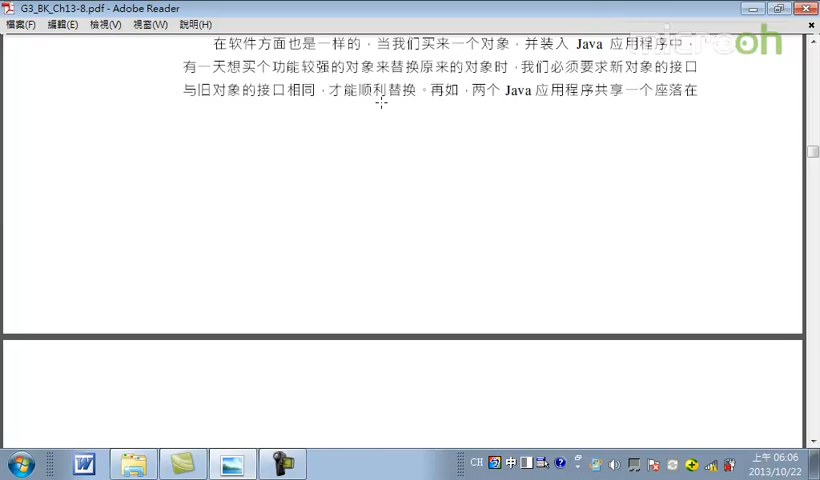 G3_BK_Ch13-8.pdf - Adobe Reader
檔案(F) 編輯(E) 檢視(V) 視窗(W) 說明(H)
microoh
在软件方面也是一样的，当我们买来一个对象，并装入 Java 应用程序中，
有一天想买个功能较强的对象来替换原来的对象时，我们必须要求新对象的接口
与旧对象的接口相同，才能顺利替换。再如，两个 Java 应用程序共享一个座落在
CH 中
上午 06:06
2013/10/22